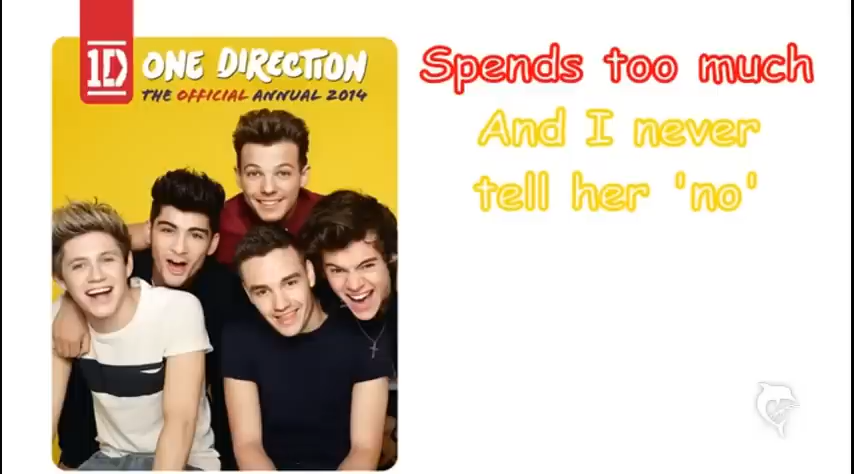 1D ONE DIRECTION
THE OFFICIAL ANNUAL 2014
Spends too much
And I never
tell her 'no'